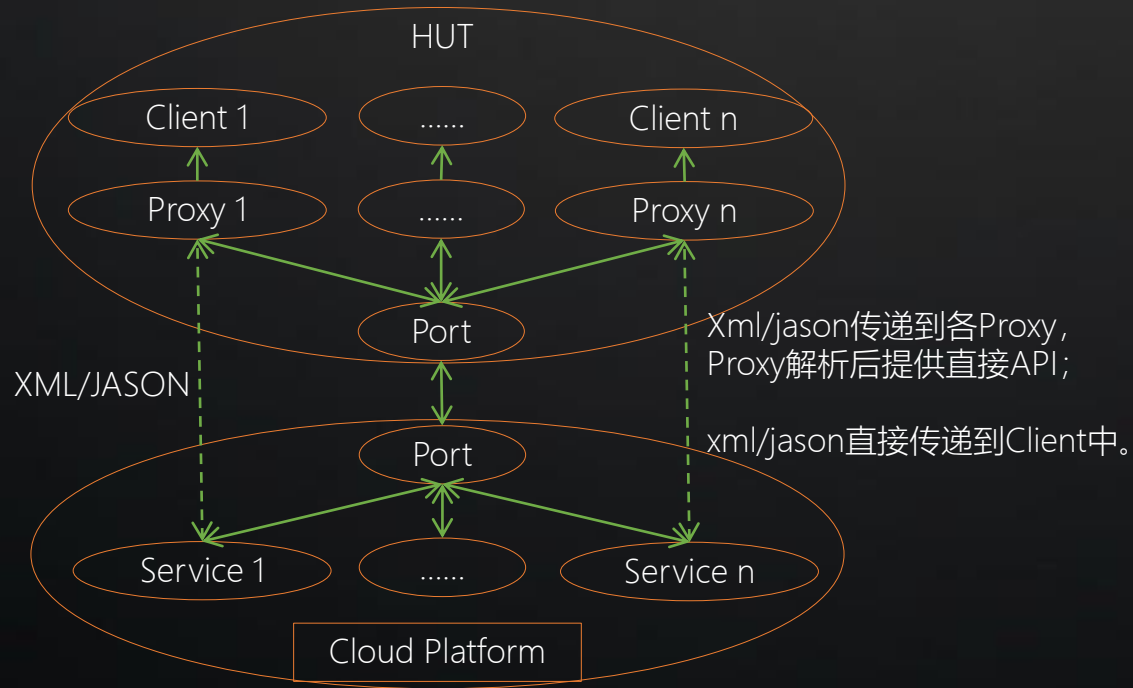 HUT
Client 1
......
Client n
Proxy 1
......
Proxy n
Port
Xml/jason传递到各Proxy，
Proxy解析后提供直接API；
XML/JASON
xml/jason直接传递到Client中。
Port
Service 1
......
Service n
Cloud Platform